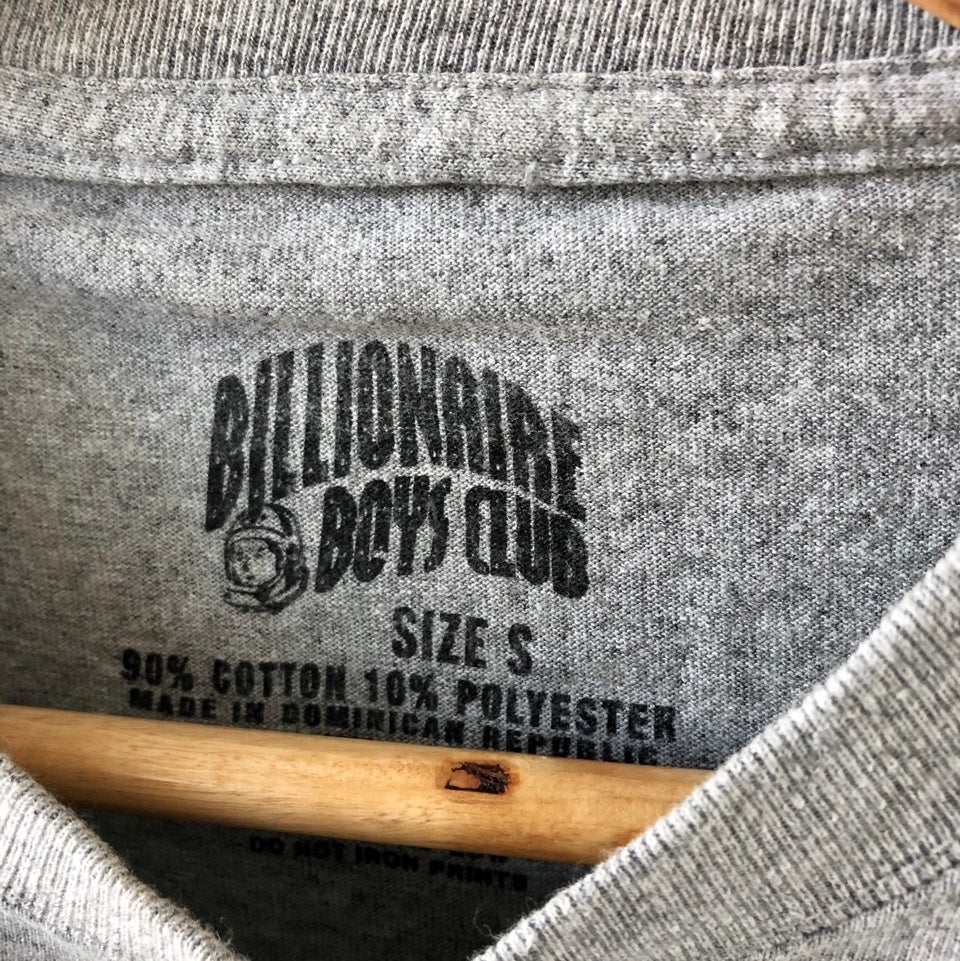 BILLIONAIRE
BOYS CLUB
SIZE S
90% COTTON 10% POLYESTER
MADE IN DOMINICAN REPUBLIC
DO NOT IRON PRINTS